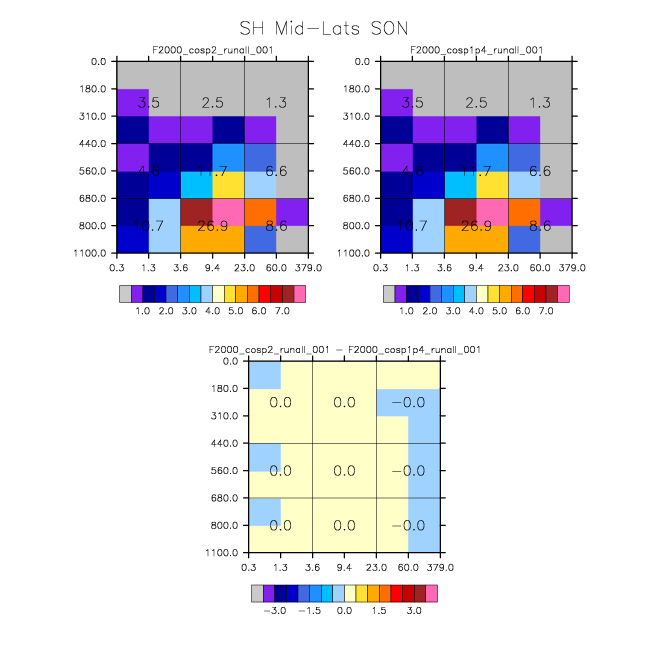 SH Mid-Lats SON
F2000_cosp2_runall_001
F2000_cosp1p4_runall_001
0.0
180.0
310.0
440.0
560.0
680.0
800.0
1100.0
3.5 2.5 1.3
4.6 11.7 6.6
10.7 26.9 8.6
0.3 1.3 3.6 9.4 23.0 60.0 379.0
1.0 2.0 3.0 4.0 5.0 6.0 7.0
0.0
180.0
310.0
440.0
560.0
680.0
800.0
1100.0
3.5 2.5 1.3
4.6 11.7 6.6
10.7 26.9 8.6
0.3 1.3 3.6 9.4 23.0 60.0 379.0
1.0 2.0 3.0 4.0 5.0 6.0 7.0
F2000_cosp2_runall_001 - F2000_cosp1p4_runall_001
0.0
180.0
310.0
440.0
560.0
680.0
800.0
1100.0
0.0 0.0 -0.0
0.0 0.0 -0.0
0.0 0.0 -0.0
0.3 1.3 3.6 9.4 23.0 60.0 379.0
-3.0 -1.5 0.0 1.5 3.0